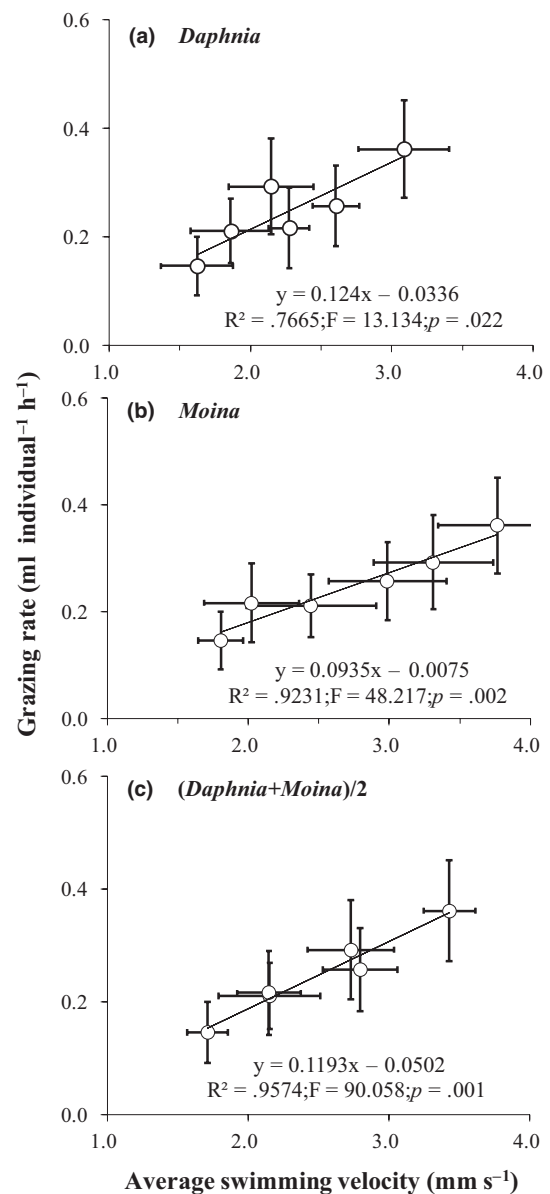 0.6
(a) Daphnia
0.4
0.2
y = 0.124x – 0.0336
R² = .7665;F = 13.134;p = .022
0.0
1.0 2.0 3.0 4.0
0.6
(b) Moina
0.4
0.2
y = 0.0935x – 0.0075
R² = .9231;F = 48.217;p = .002
0.0
1.0 2.0 3.0 4.0
0.6
(c) (Daphnia+Moina)/2
0.4
0.2
y = 0.1193x – 0.0502
R² = .9574;F = 90.058;p = .001
0.0
1.0 2.0 3.0 4.0
Grazing rate (ml individual⁻¹ h⁻¹)
Average swimming velocity (mm s⁻¹)